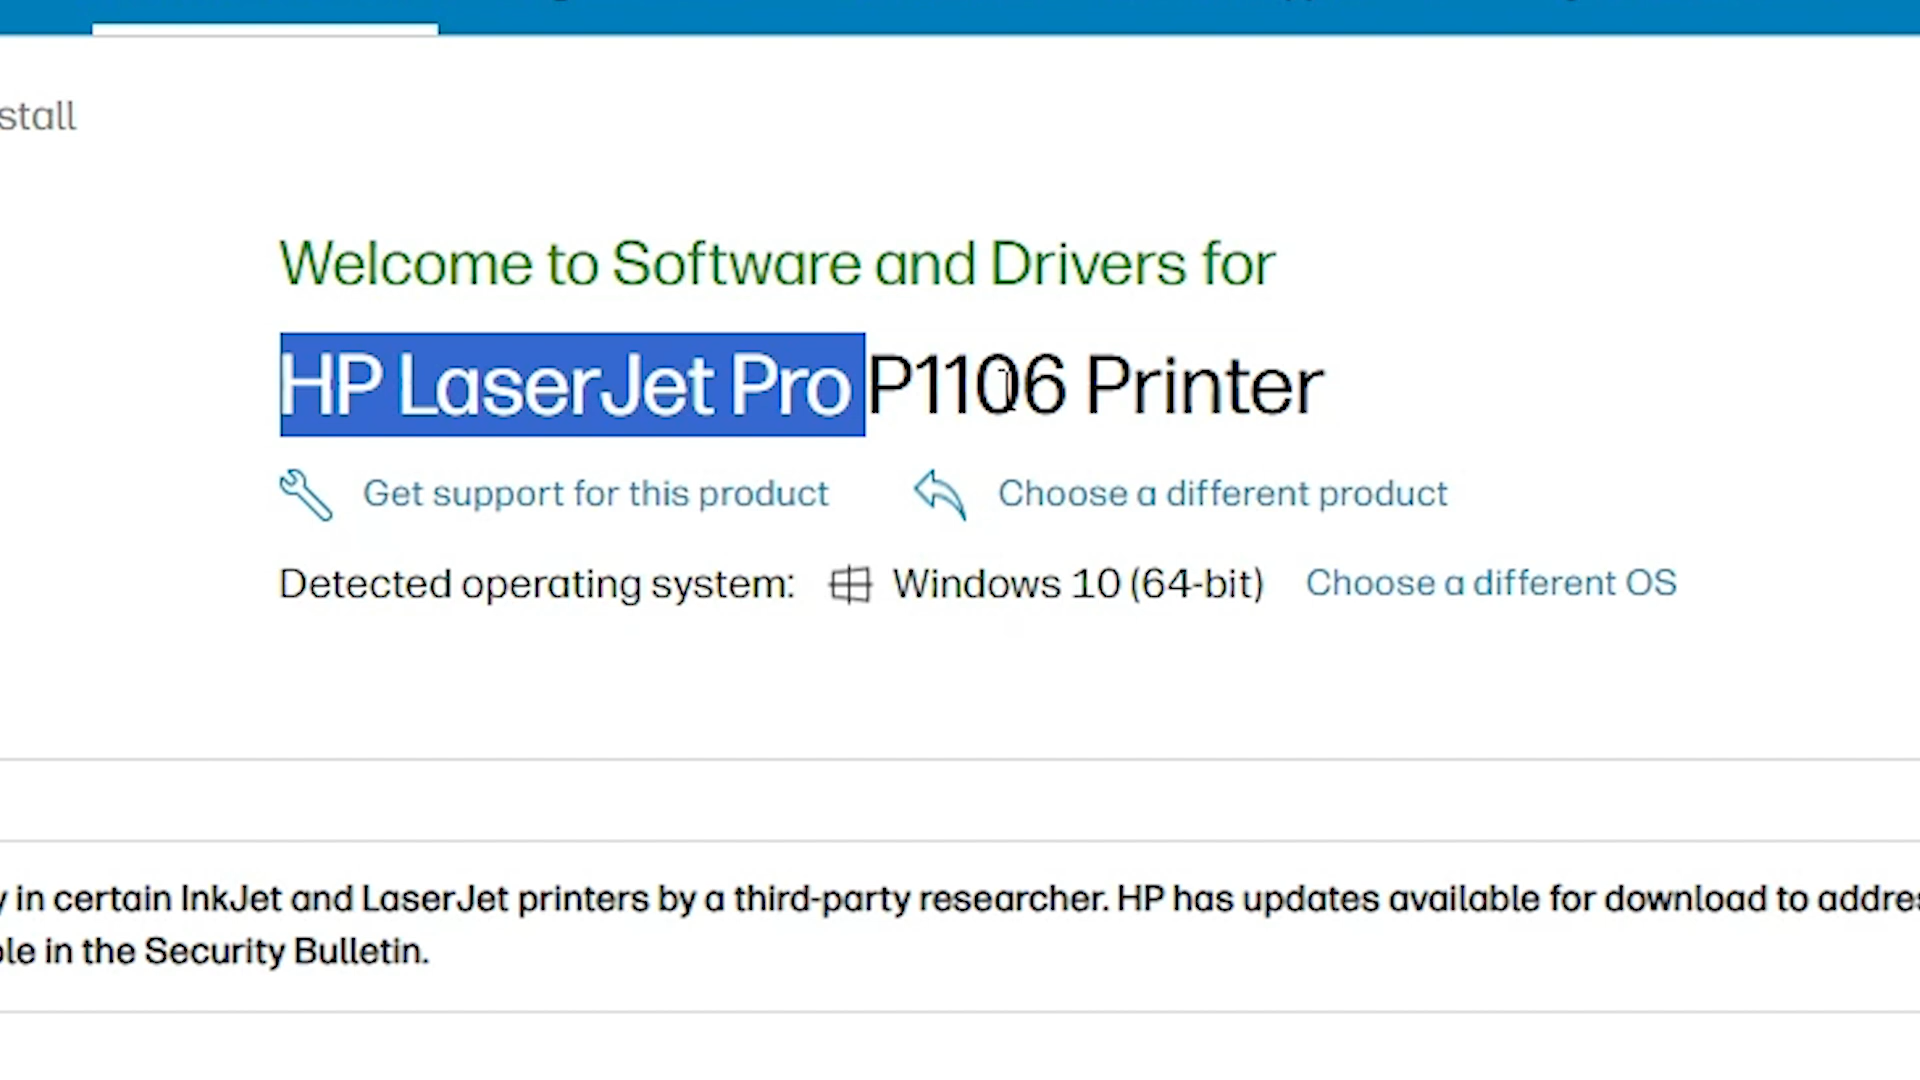 stall
Welcome to Software and Drivers for
HP LaserJet Pro P1106 Printer
Get support for this product Choose a different product
Detected operating system: Windows 10 (64-bit) Choose a different OS
in certain InkJet and LaserJet printers by a third-party researcher. HP has updates available for download to addres
ble in the Security Bulletin.